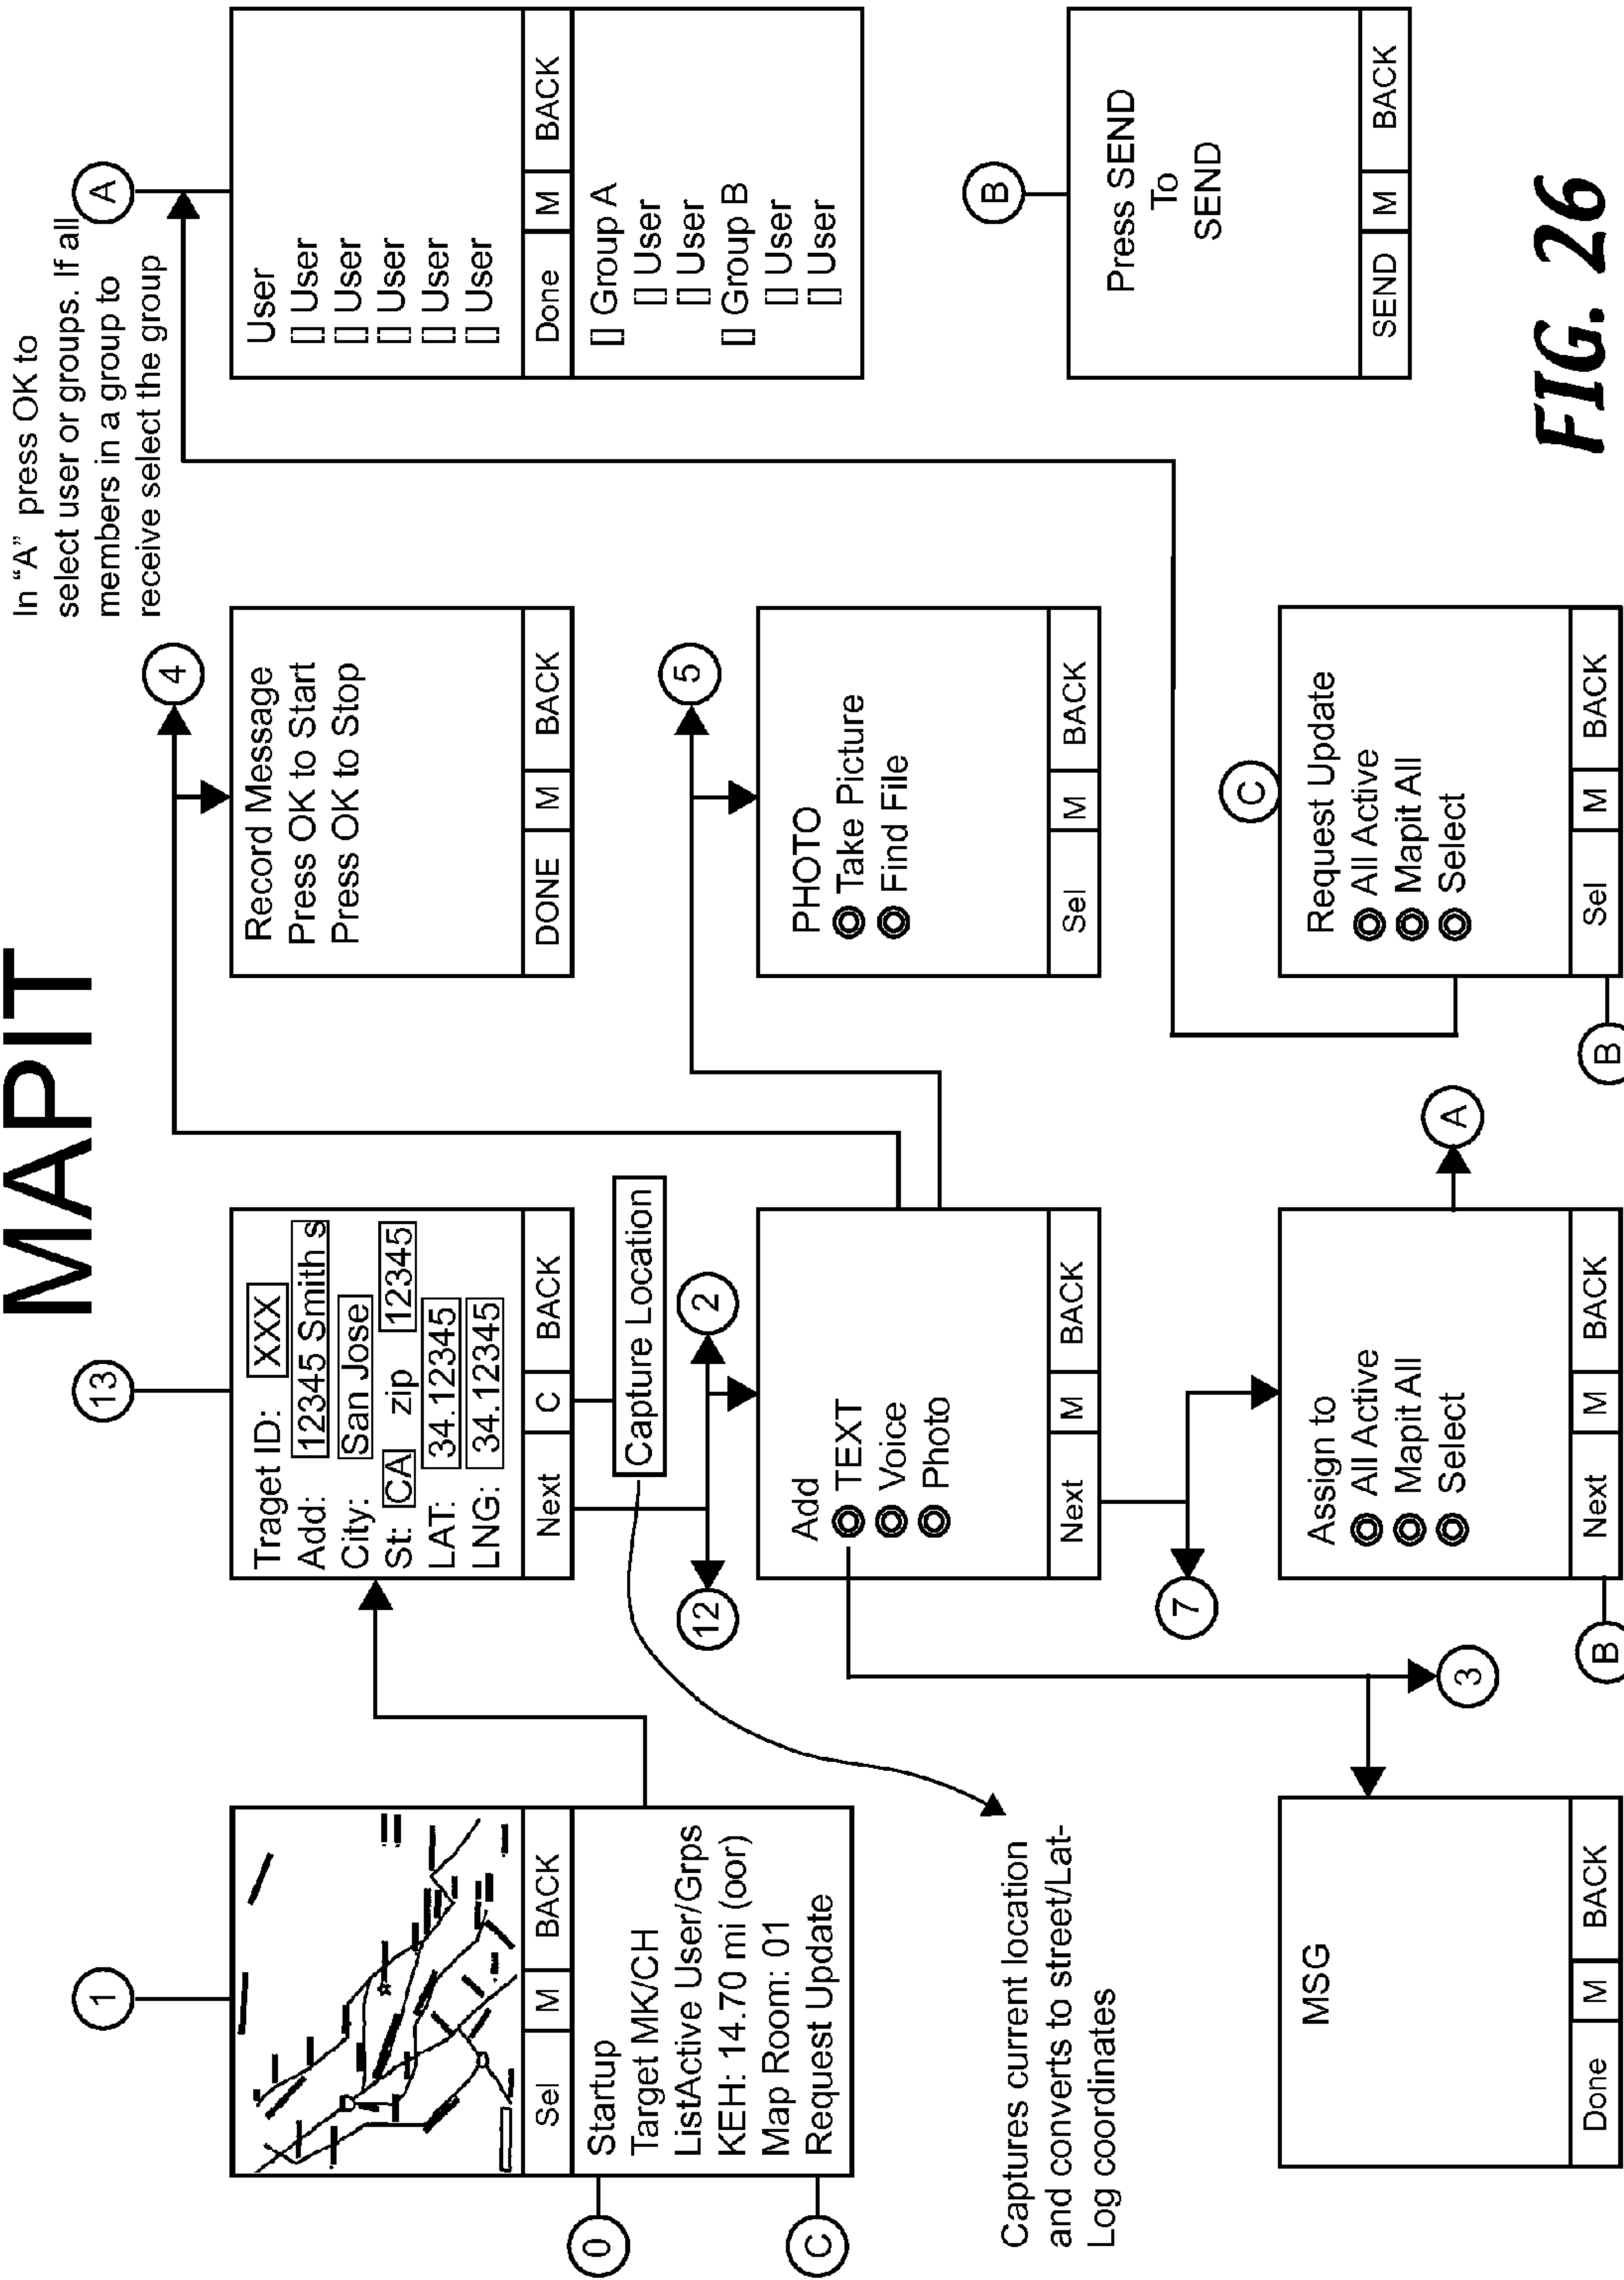 MAPIT
1
Sel M BACK
0
Startup
Target MK/CH
ListActive User/Grps
KEH: 14.70 mi (oor)
Map Room: 01
Request Update
C
Captures current location
and converts to street/Lat-
Log coordinates
MSG
Done M BACK
13
Traget ID: XXX
Add: 12345 Smith s
City: San Jose
St: CA zip 12345
LAT: 34.12345
LNG: 34.12345
Next C BACK
Capture Location
12
2
Add
TEXT
Voice
Photo
Next M BACK
7
3
Assign to
All Active
Mapit All
Select
Next M BACK
B
A
4
Record Message
Press OK to Start
Press OK to Stop
DONE M BACK
5
PHOTO
Take Picture
Find File
Sel M BACK
C
Request Update
All Active
Mapit All
Select
Sel M BACK
B
In “A” press OK to
select user or groups. If all
members in a group to
receive select the group
A
User
[] User
[] User
[] User
[] User
[] User
Done M BACK
[] Group A
[] User
[] User
[] Group B
[] User
[] User
B
Press SEND
To
SEND
SEND M BACK
FIG. 26